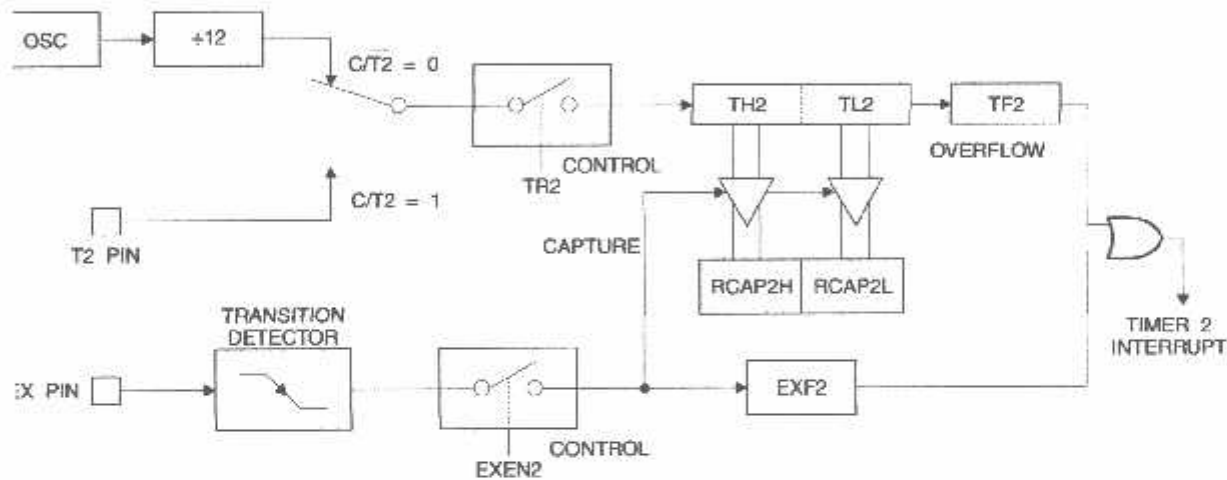 OSC
÷12
C/T2 = 0
TH2
TL2
TF2
OVERFLOW
CONTROL
TR2
C/T2 = 1
T2 PIN
CAPTURE
RCAP2H
RCAP2L
TRANSITION
DETECTOR
TIMER 2
INTERRUPT
EX PIN
EXF2
CONTROL
EXEN2